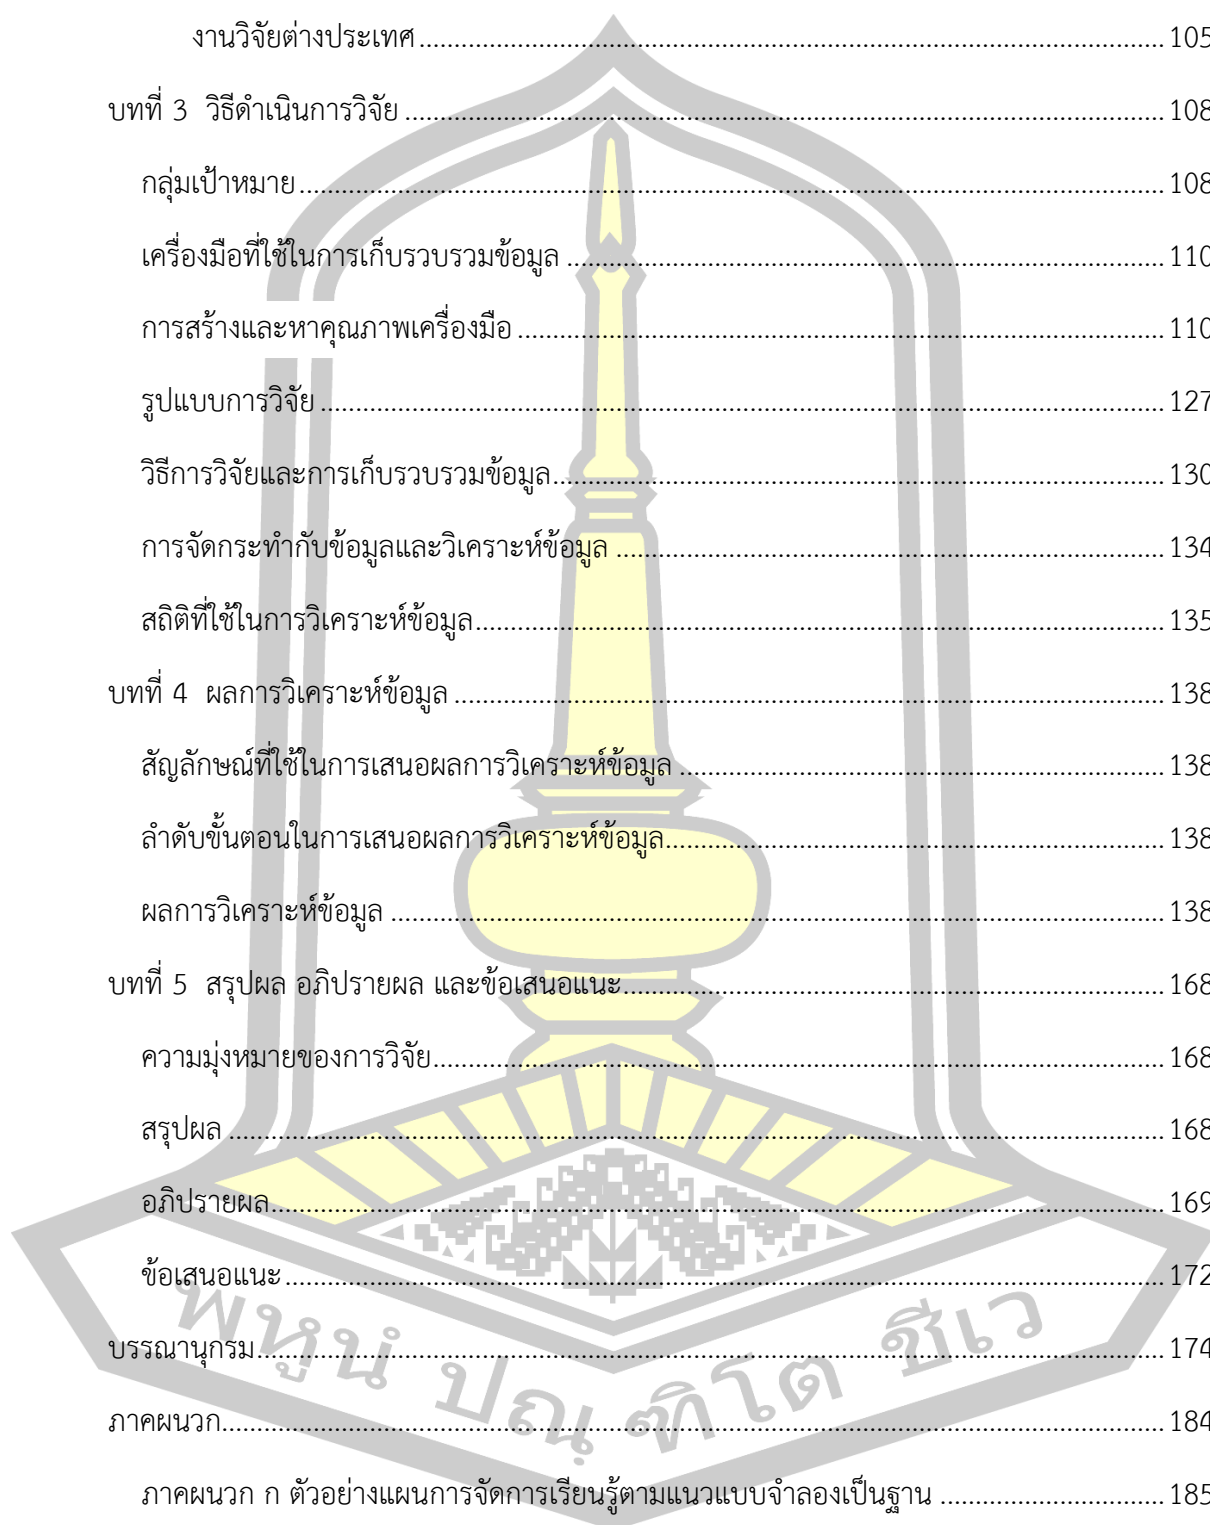 งานวิจัยต่างประเทศ.......... 105
บทที่ 3 วิธีดำเนินการวิจัย .......... 108
กลุ่มเป้าหมาย.......... 108
เครื่องมือที่ใช้ในการเก็บรวบรวมข้อมูล .......... 110
การสร้างและหาคุณภาพเครื่องมือ .......... 110
รูปแบบการวิจัย .......... 127
วิธีการวิจัยและการเก็บรวบรวมข้อมูล.......... 130
การจัดกระทำกับข้อมูลและวิเคราะห์ข้อมูล .......... 134
สถิติที่ใช้ในการวิเคราะห์ข้อมูล.......... 135
บทที่ 4 ผลการวิเคราะห์ข้อมูล .......... 138
สัญลักษณ์ที่ใช้ในการเสนอผลการวิเคราะห์ข้อมูล .......... 138
ลำดับขั้นตอนในการเสนอผลการวิเคราะห์ข้อมูล.......... 138
ผลการวิเคราะห์ข้อมูล .......... 138
บทที่ 5 สรุปผล อภิปรายผล และข้อเสนอแนะ.......... 168
ความมุ่งหมายของการวิจัย.......... 168
สรุปผล .......... 168
อภิปรายผล.......... 169
ข้อเสนอแนะ.......... 172
บรรณานุกรม.......... 174
ภาคผนวก.......... 184
ภาคผนวก ก ตัวอย่างแผนการจัดการเรียนรู้ตามแนวแบบจำลองเป็นฐาน .......... 185
พหูนํ ปณฺฑิโต ชีเว